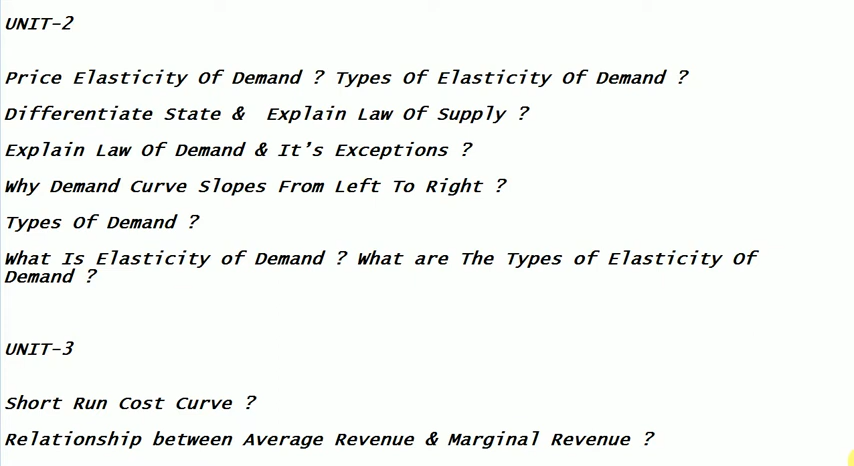 UNIT-2
Price Elasticity Of Demand ? Types Of Elasticity Of Demand ?
Differentiate State &  Explain Law Of Supply ?
Explain Law Of Demand & It's Exceptions ?
Why Demand Curve Slopes From Left To Right ?
Types Of Demand ?
What Is Elasticity of Demand ? What are The Types of Elasticity Of
Demand ?
UNIT-3
Short Run Cost Curve ?
Relationship between Average Revenue & Marginal Revenue ?